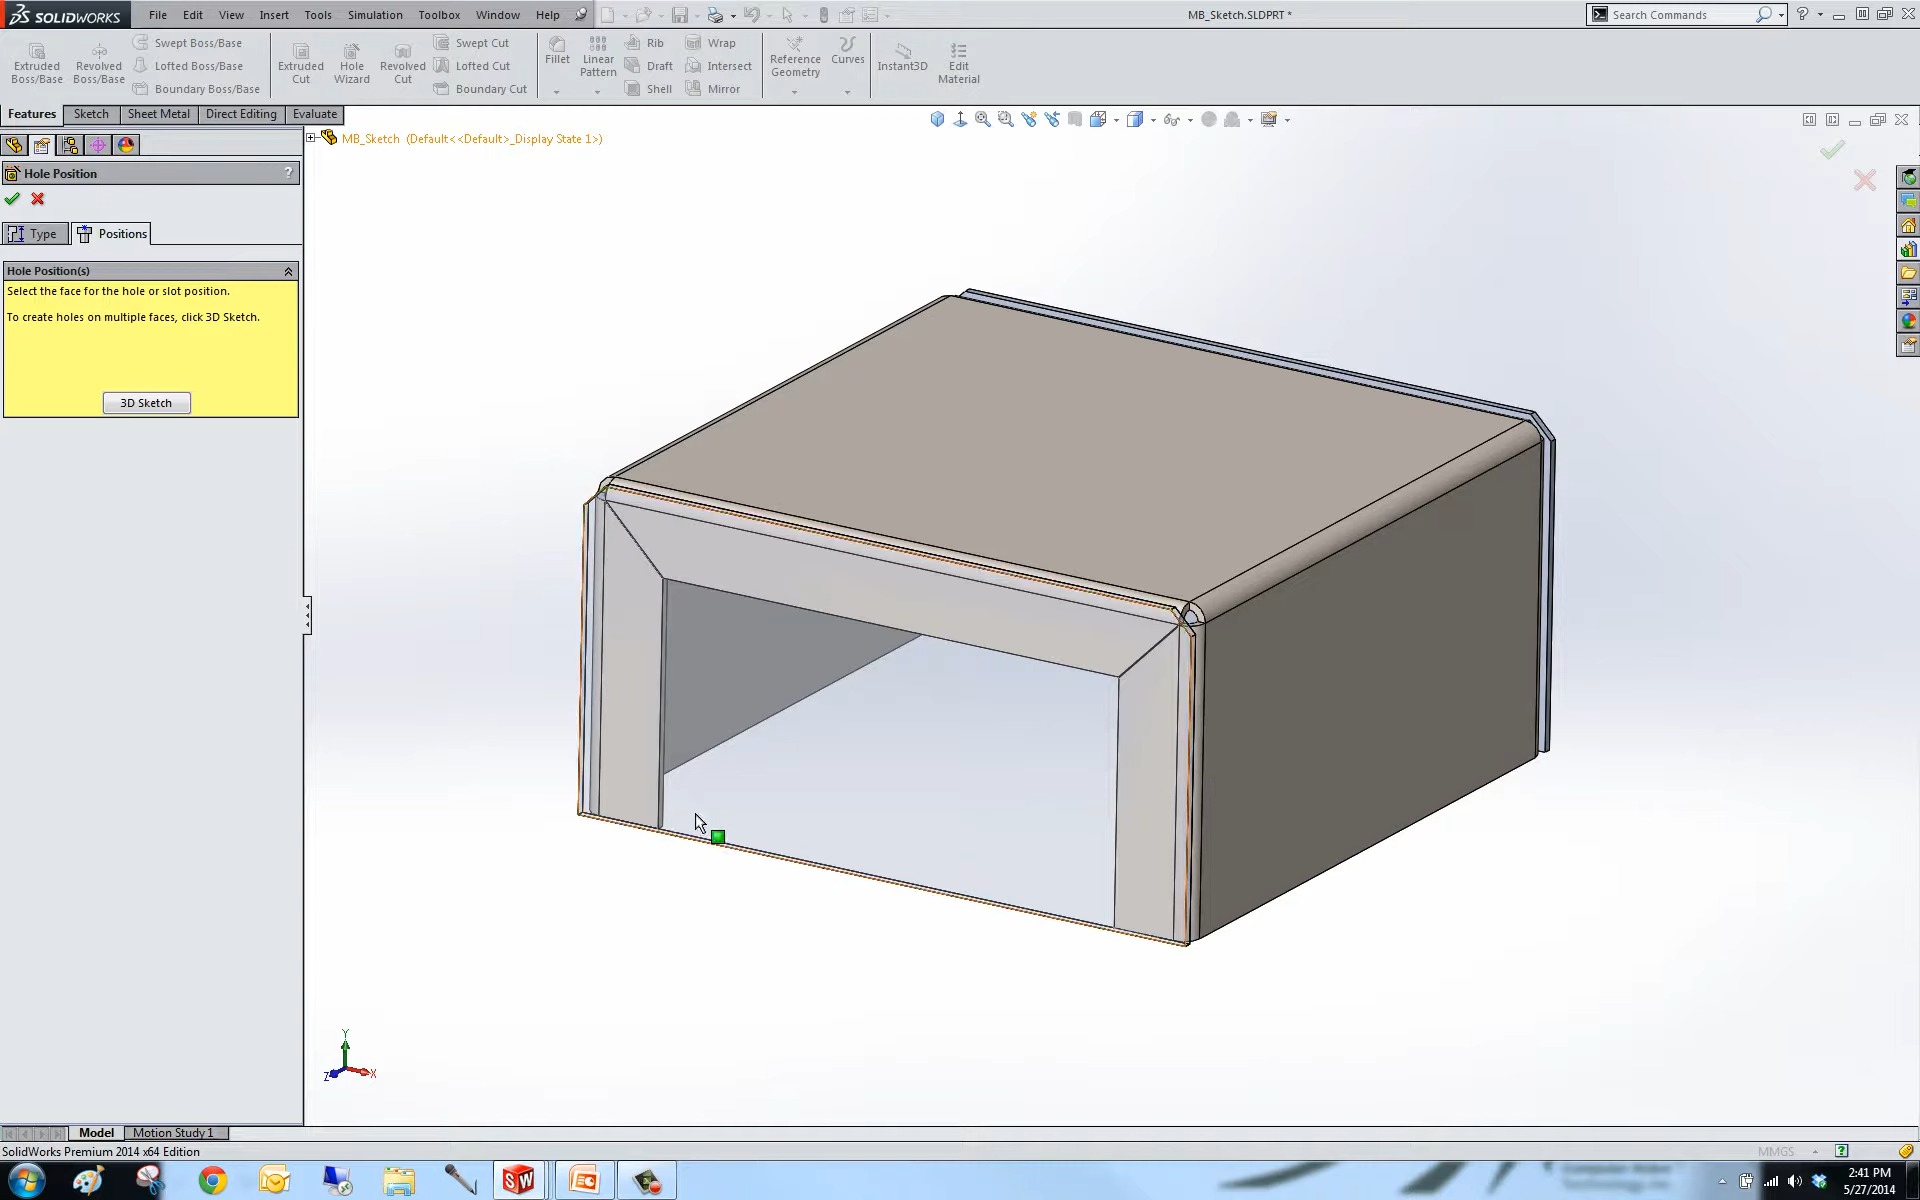 SOLIDWORKS File Edit View Insert Tools Simulation Toolbox Window Help MB_Sketch.SLDPRT * Search Commands
Extruded Boss/Base
Revolved Boss/Base
Swept Boss/Base
Lofted Boss/Base
Boundary Boss/Base
Extruded Cut
Hole Wizard
Revolved Cut
Swept Cut
Lofted Cut
Boundary Cut
Fillet
Linear Pattern
Rib
Draft
Shell
Wrap
Intersect
Mirror
Reference Geometry
Curves
Instant3D
Edit Material
Features Sketch Sheet Metal Direct Editing Evaluate
MB_Sketch (Default<<Default>_Display State 1>)
Hole Position ?
Type Positions
Hole Position(s)
Select the face for the hole or slot position.
To create holes on multiple faces, click 3D Sketch.
3D Sketch
Y
Z X
Model Motion Study 1
SolidWorks Premium 2014 x64 Edition MMGS
2:41 PM
5/27/2014